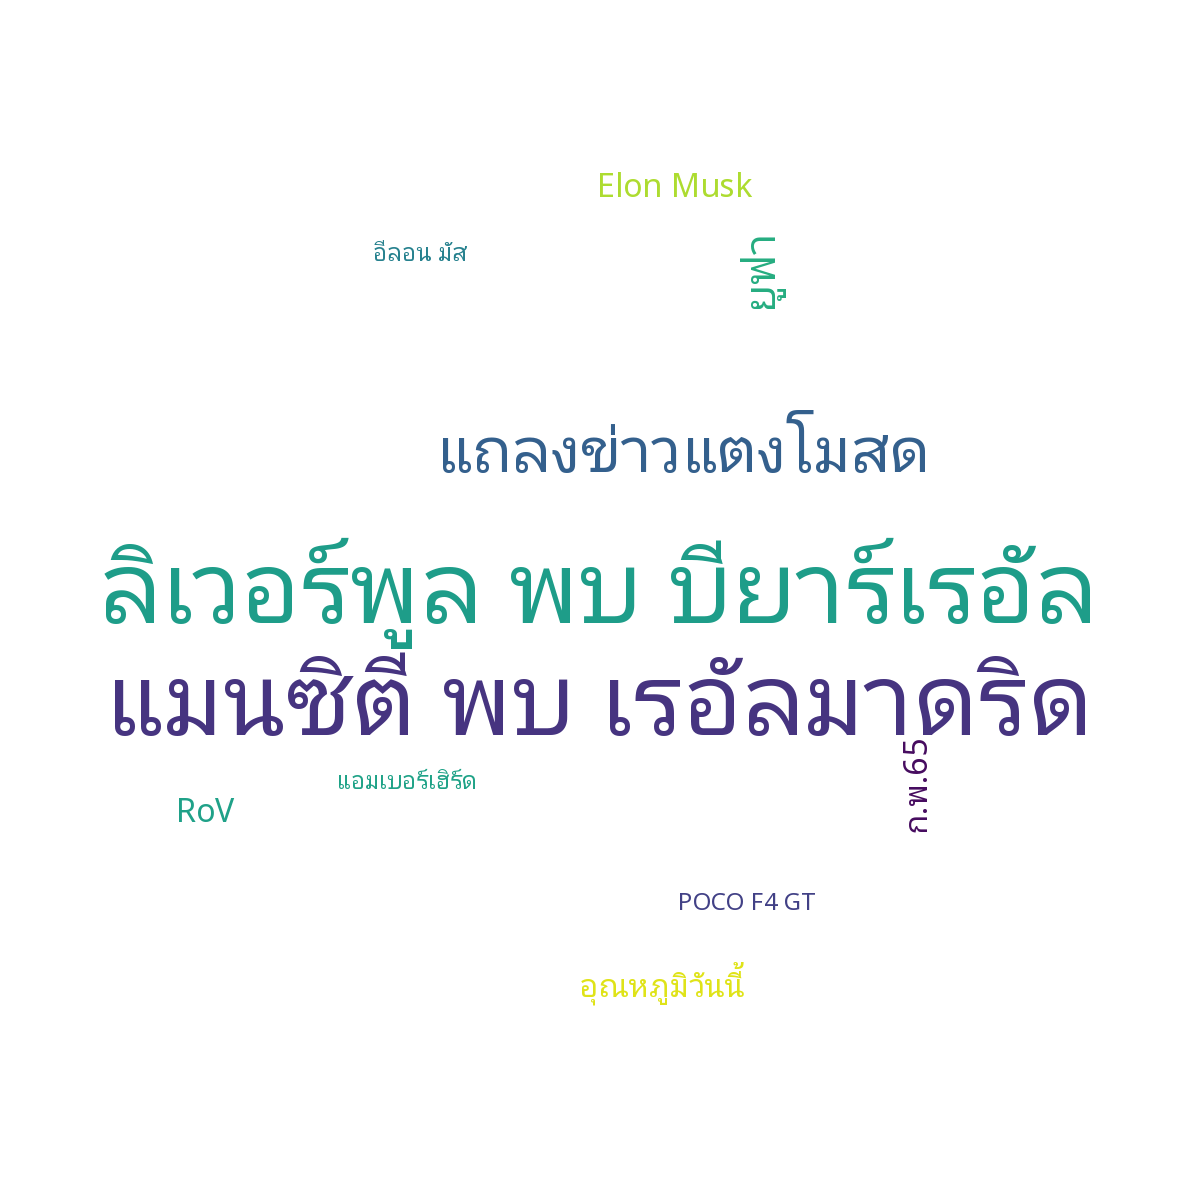 Elon Musk
อีลอน มัส
ยูฟา
แถลงข่าวแตงโมสด
ลิเวอร์พูล พบ บียาร์เรอัล
แมนซิตี พบ เรอัลมาดริด
ก.พ.65
แอมเบอร์เฮิร์ด
RoV
POCO F4 GT
อุณหภูมิวันนี้